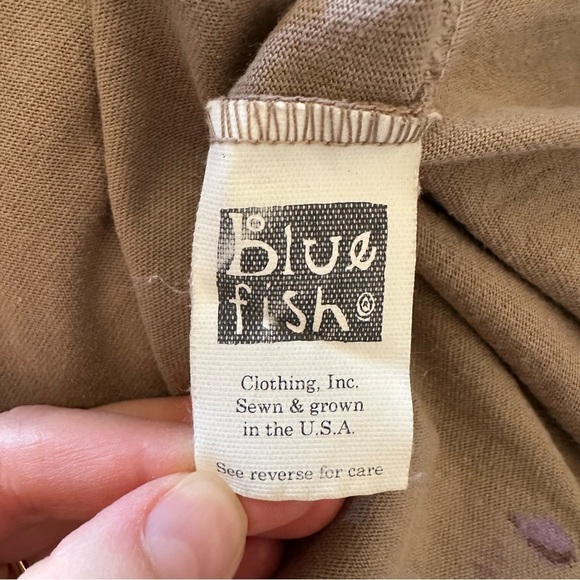 blue
fish®
Clothing, Inc.
Sewn & grown
in the U.S.A.
See reverse for care